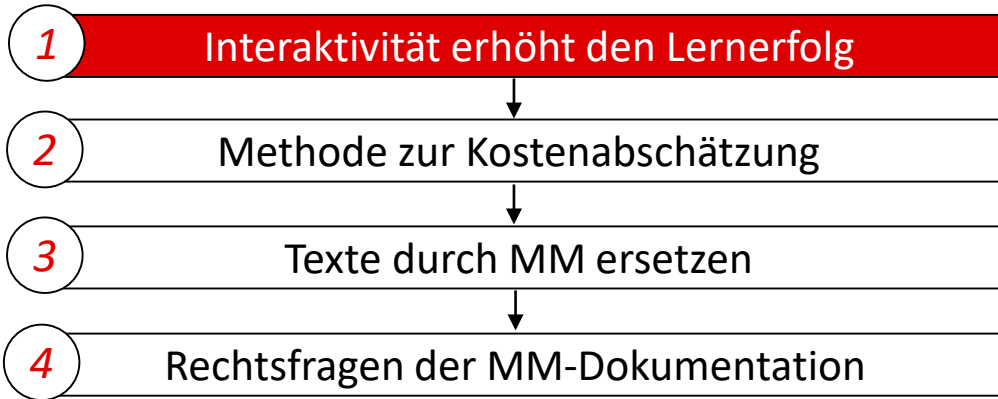 1 Interaktivität erhöht den Lernerfolg
2 Methode zur Kostenabschätzung
3 Texte durch MM ersetzen
4 Rechtsfragen der MM-Dokumentation